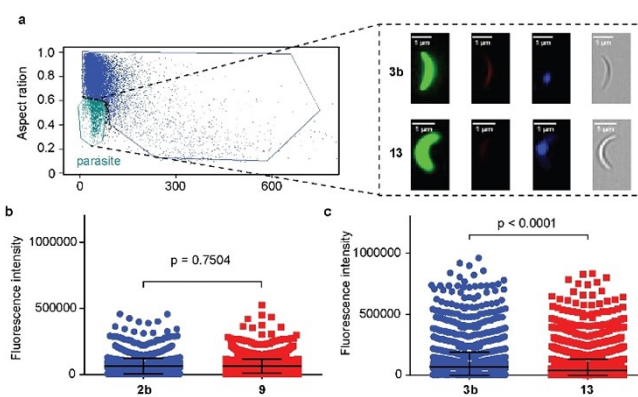 a
Aspect ration
1.0
0.8
0.6
0.4
0.2
0
parasite
0
300
600
3b
1 µm
1 µm
1 µm
1 µm
13
1 µm
1 µm
1 µm
1 µm
b
Fluorescence intensity
1000000
500000
0
p = 0.7504
2b
9
c
Fluorescence intensity
1000000
500000
0
p < 0.0001
3b
13